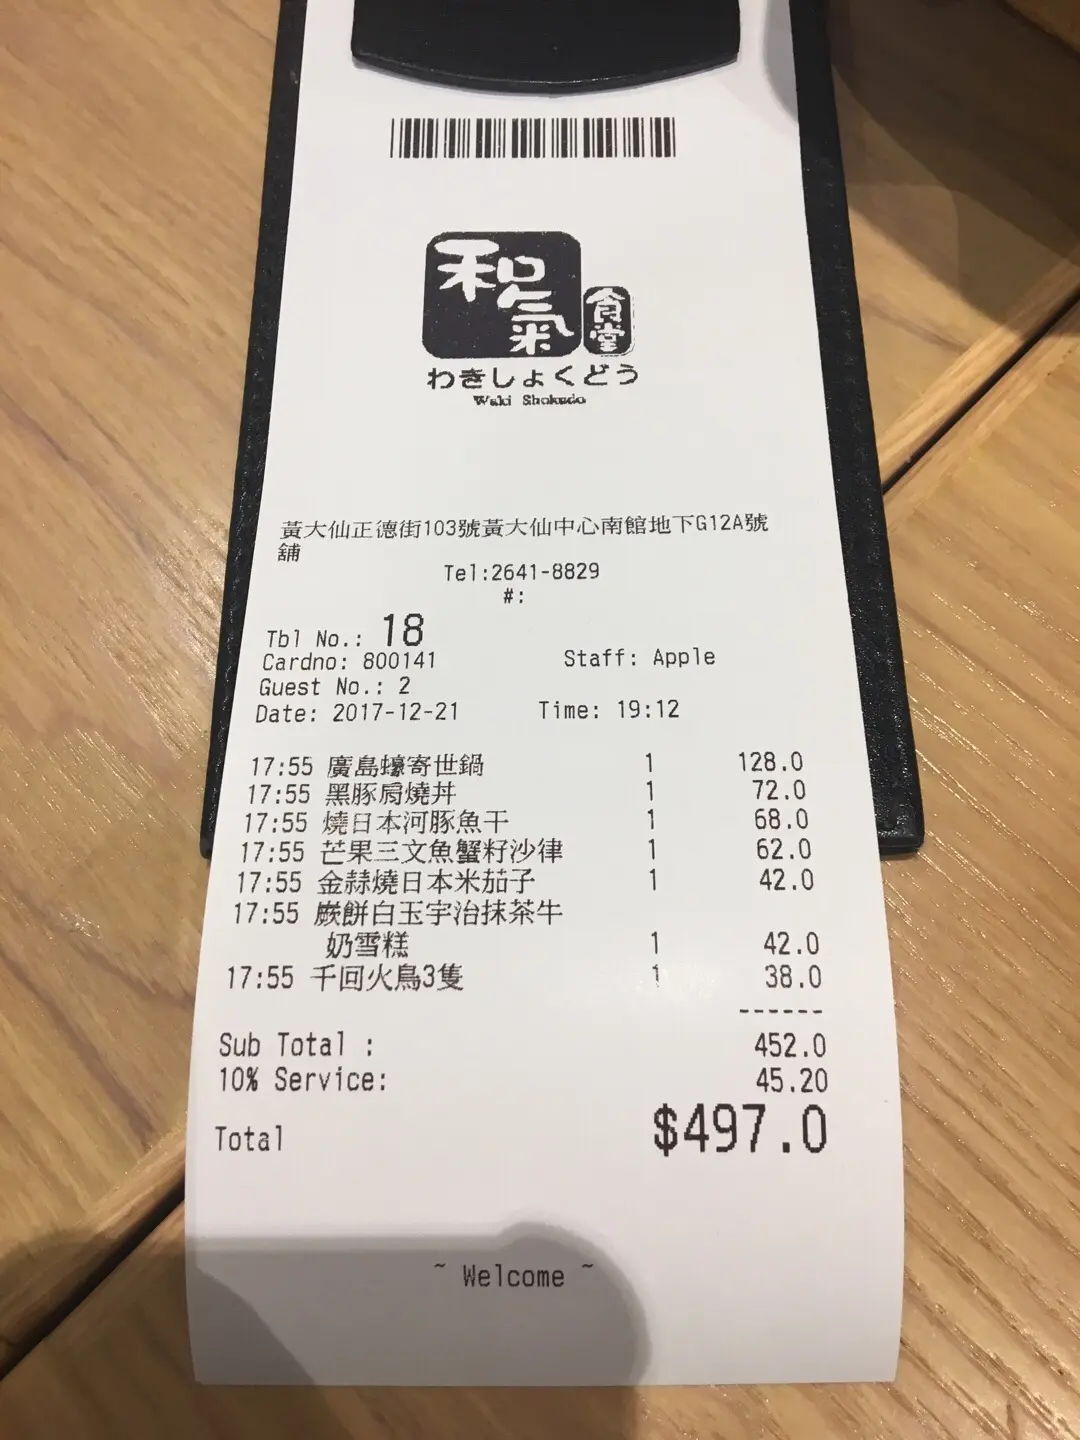 和氣
食堂
わきしょくどう
Waki Shokudo
黃大仙正德街103號黃大仙中心南館地下G12A號
舖
Tel:2641-8829
#:
Tbl No.: 18
Cardno: 800141 Staff: Apple
Guest No.: 2
Date: 2017-12-21 Time: 19:12
17:55 廣島蠔寄世鍋 1 128.0
17:55 黑豚肩燒丼 1 72.0
17:55 燒日本河豚魚干 1 68.0
17:55 芒果三文魚蟹籽沙律 1 62.0
17:55 金赫燒日本米茄子 1 42.0
17:55 蕨餅白玉宇治抹茶牛
奶雪糕 1 42.0
17:55 千回火鳥3隻 1 38.0
------
Sub Total : 452.0
10% Service: 45.20
Total $497.0
~ Welcome ~